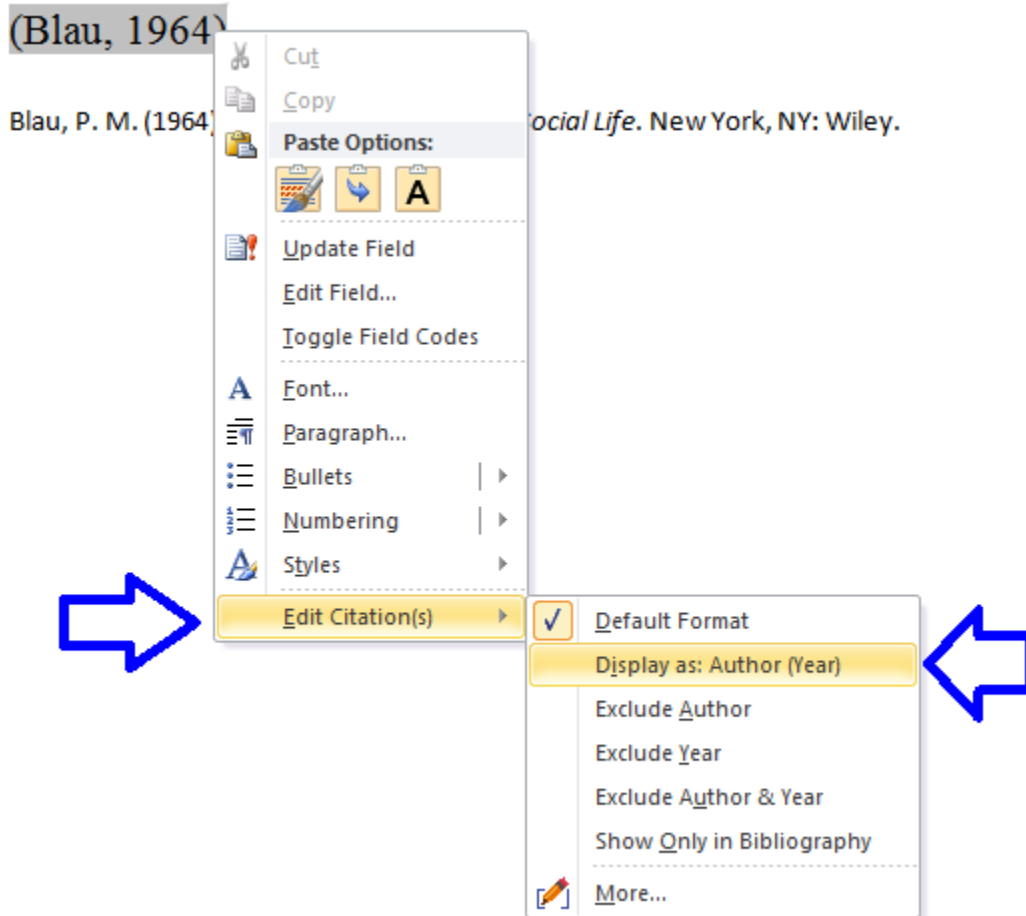 (Blau, 1964)
Cut
Copy
Blau, P. M. (1964) ocial Life. New York, NY: Wiley.
Paste Options:
A
Update Field
Edit Field...
Toggle Field Codes
A Font...
Paragraph...
Bullets
Numbering
Styles
Edit Citation(s)
Default Format
Display as: Author (Year)
Exclude Author
Exclude Year
Exclude Author & Year
Show Only in Bibliography
More...